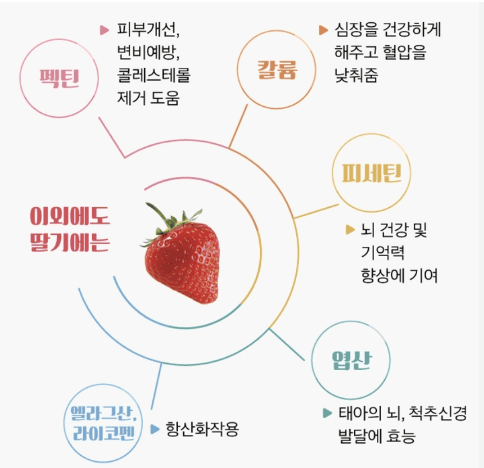 펙틴
피부개선,
변비예방,
콜레스테롤
제거 도움
칼륨
심장을 건강하게
해주고 혈압을
낮춰줌
이외에도
딸기에는
피세틴
뇌 건강 및
기억력
향상에 기여
엽산
태아의 뇌, 척추신경
발달에 효능
엘라그산,
라이코펜
항산화작용